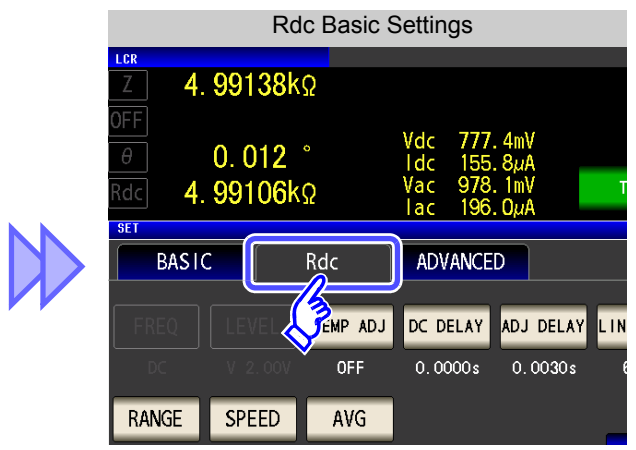 Rdc Basic Settings
LCR
Z 4.99138kΩ
OFF
θ 0.012 ° Vdc 777.4mV
Idc 155.8μA
Rdc 4.99106kΩ Vac 978.1mV
Iac 196.0μA
T
SET
BASIC Rdc ADVANCED
FREQ LEVEL EMP ADJ DC DELAY ADJ DELAY LIN
DC V 2.00V OFF 0.0000s 0.0030s
RANGE SPEED AVG